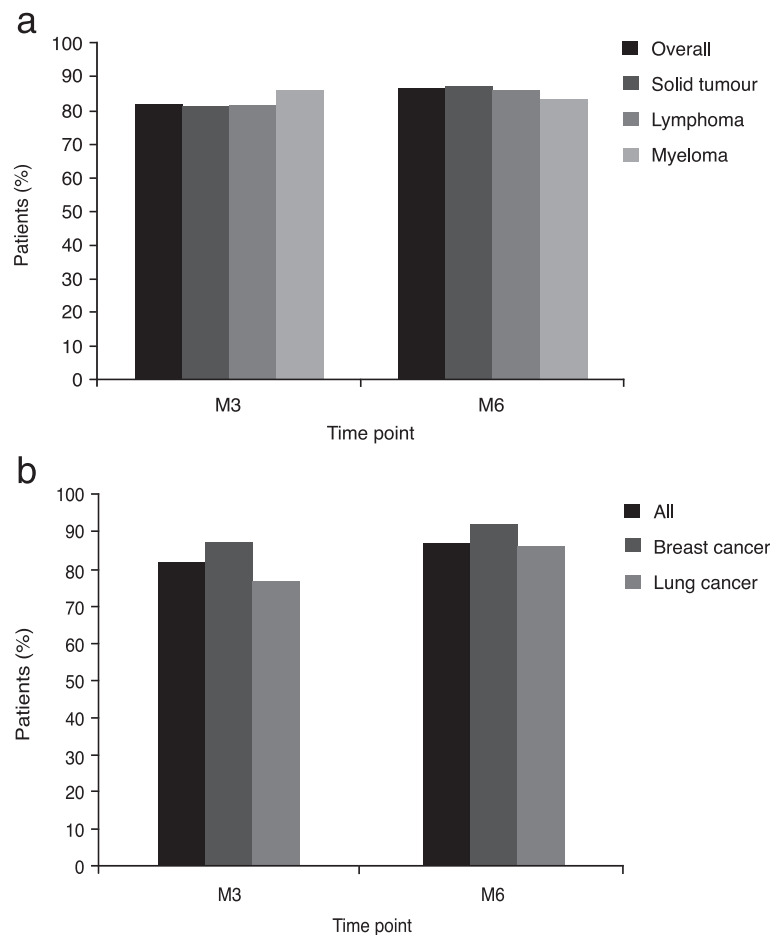 a
100
90
80
70
60
50
40
30
20
10
0
Patients (%)
M3
M6
Time point
Overall
Solid tumour
Lymphoma
Myeloma
b
100
90
80
70
60
50
40
30
20
10
0
Patients (%)
M3
M6
Time point
All
Breast cancer
Lung cancer